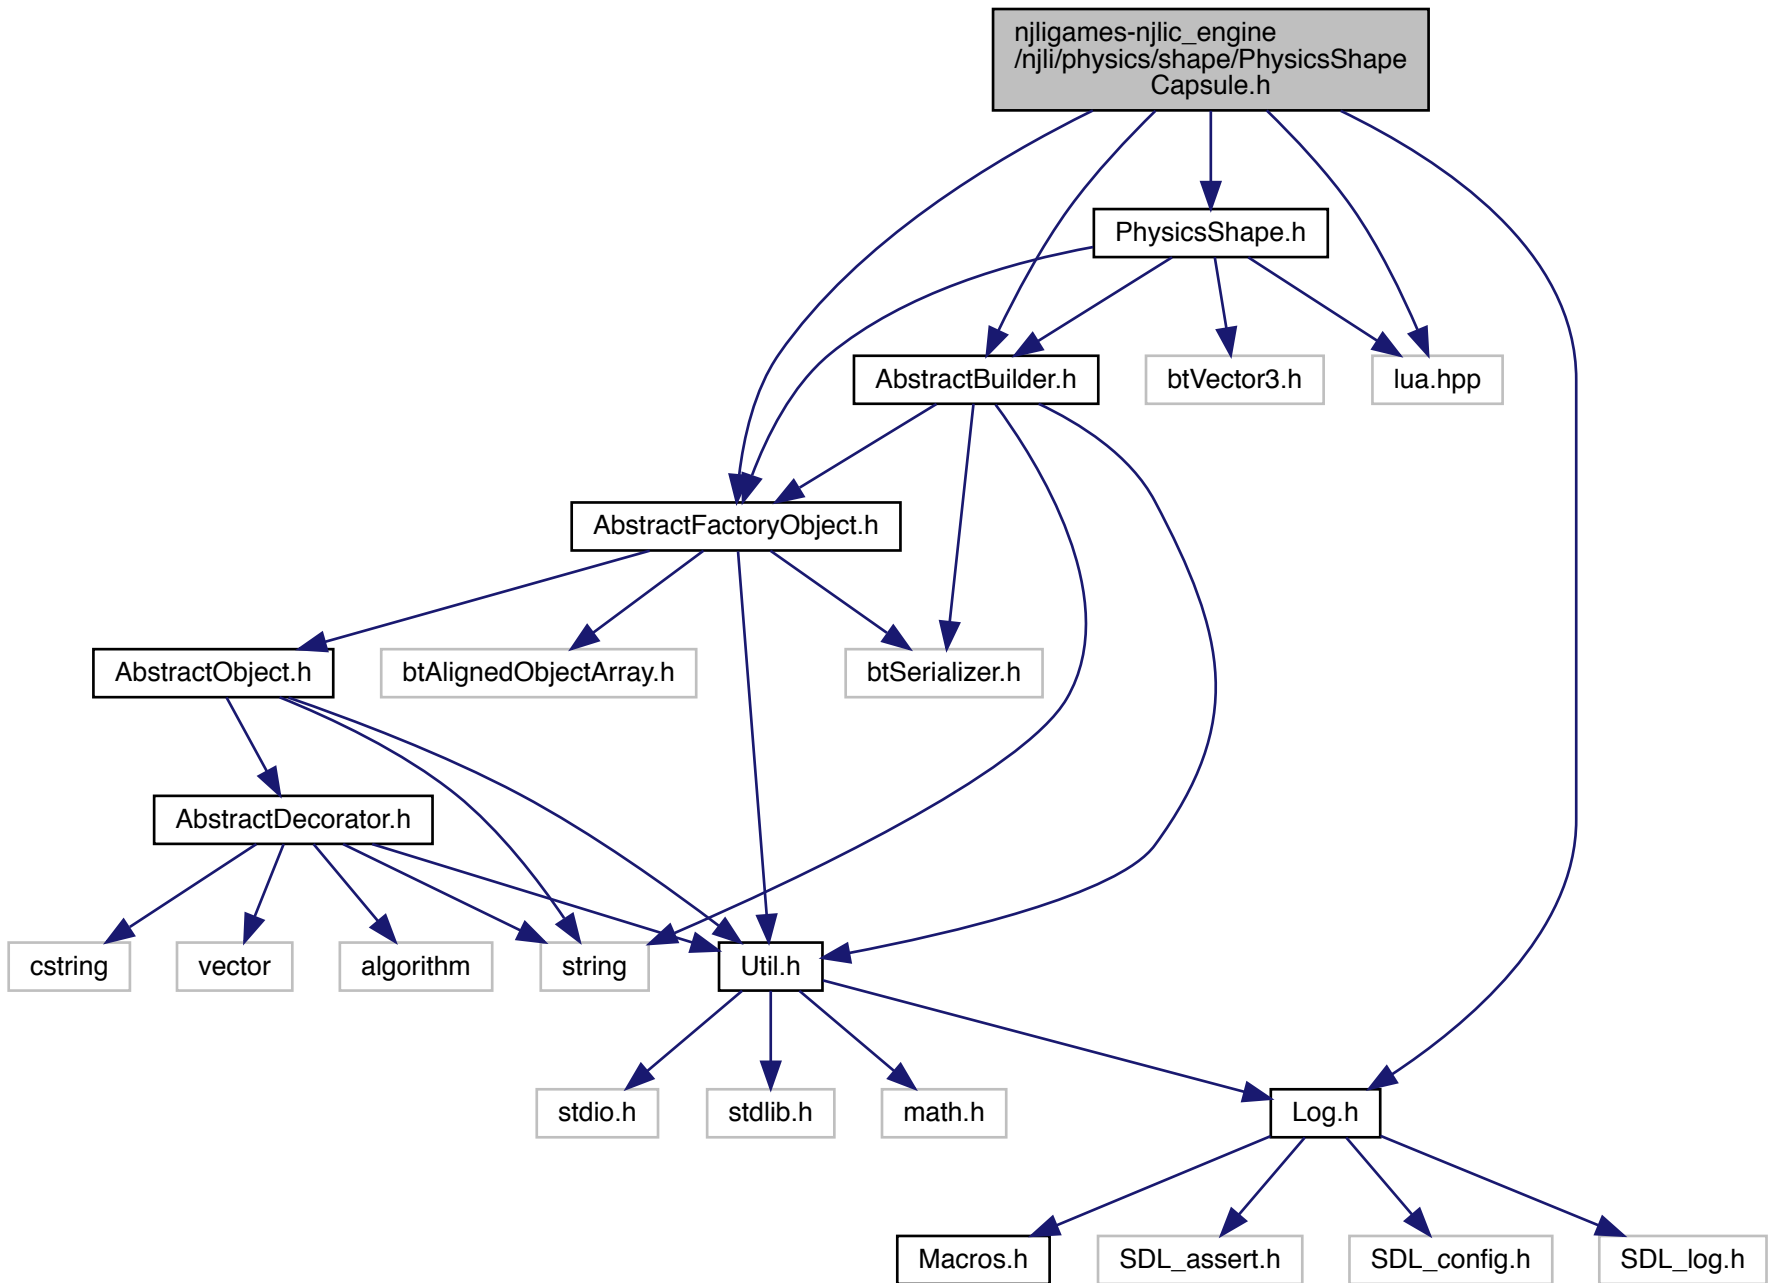 njligames-njlic_engine
/njli/physics/shape/PhysicsShape
Capsule.h
PhysicsShape.h
AbstractBuilder.h
btVector3.h
lua.hpp
AbstractFactoryObject.h
AbstractObject.h
btAlignedObjectArray.h
btSerializer.h
AbstractDecorator.h
cstring
vector
algorithm
string
Util.h
stdio.h
stdlib.h
math.h
Log.h
Macros.h
SDL_assert.h
SDL_config.h
SDL_log.h